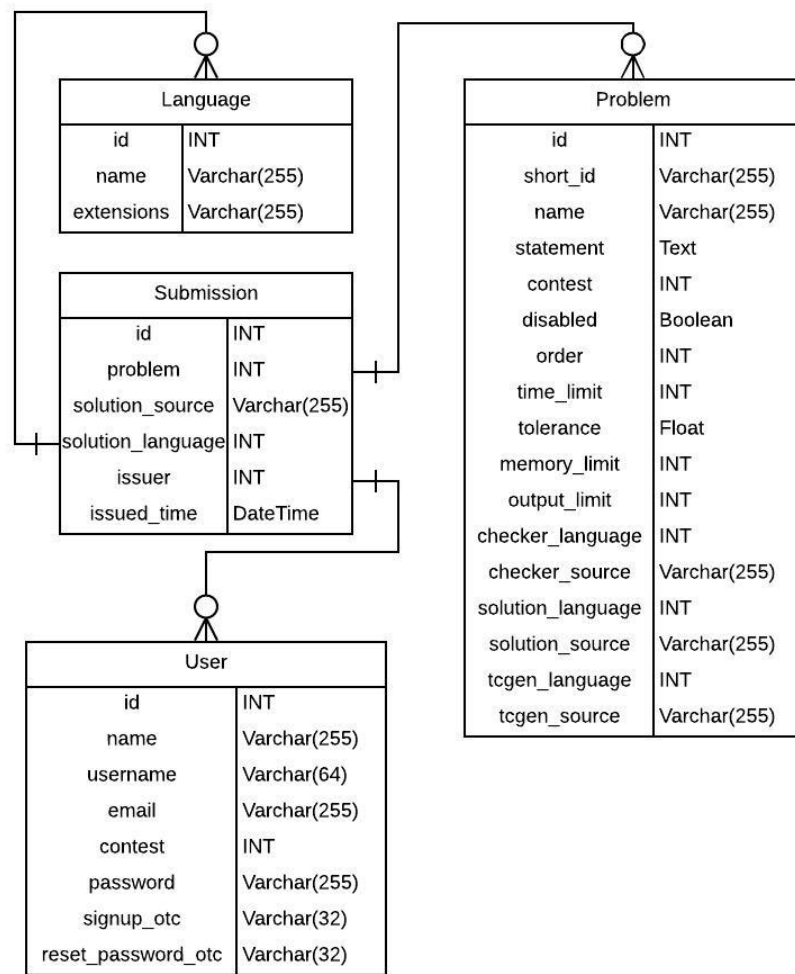 Language
id INT
name Varchar(255)
extensions Varchar(255)
Submission
id INT
problem INT
solution_source Varchar(255)
solution_language INT
issuer INT
issued_time DateTime
User
id INT
name Varchar(255)
username Varchar(64)
email Varchar(255)
contest INT
password Varchar(255)
signup_otc Varchar(32)
reset_password_otc Varchar(32)
Problem
id INT
short_id Varchar(255)
name Varchar(255)
statement Text
contest INT
disabled Boolean
order INT
time_limit INT
tolerance Float
memory_limit INT
output_limit INT
checker_language INT
checker_source Varchar(255)
solution_language INT
solution_source Varchar(255)
tcgen_language INT
tcgen_source Varchar(255)